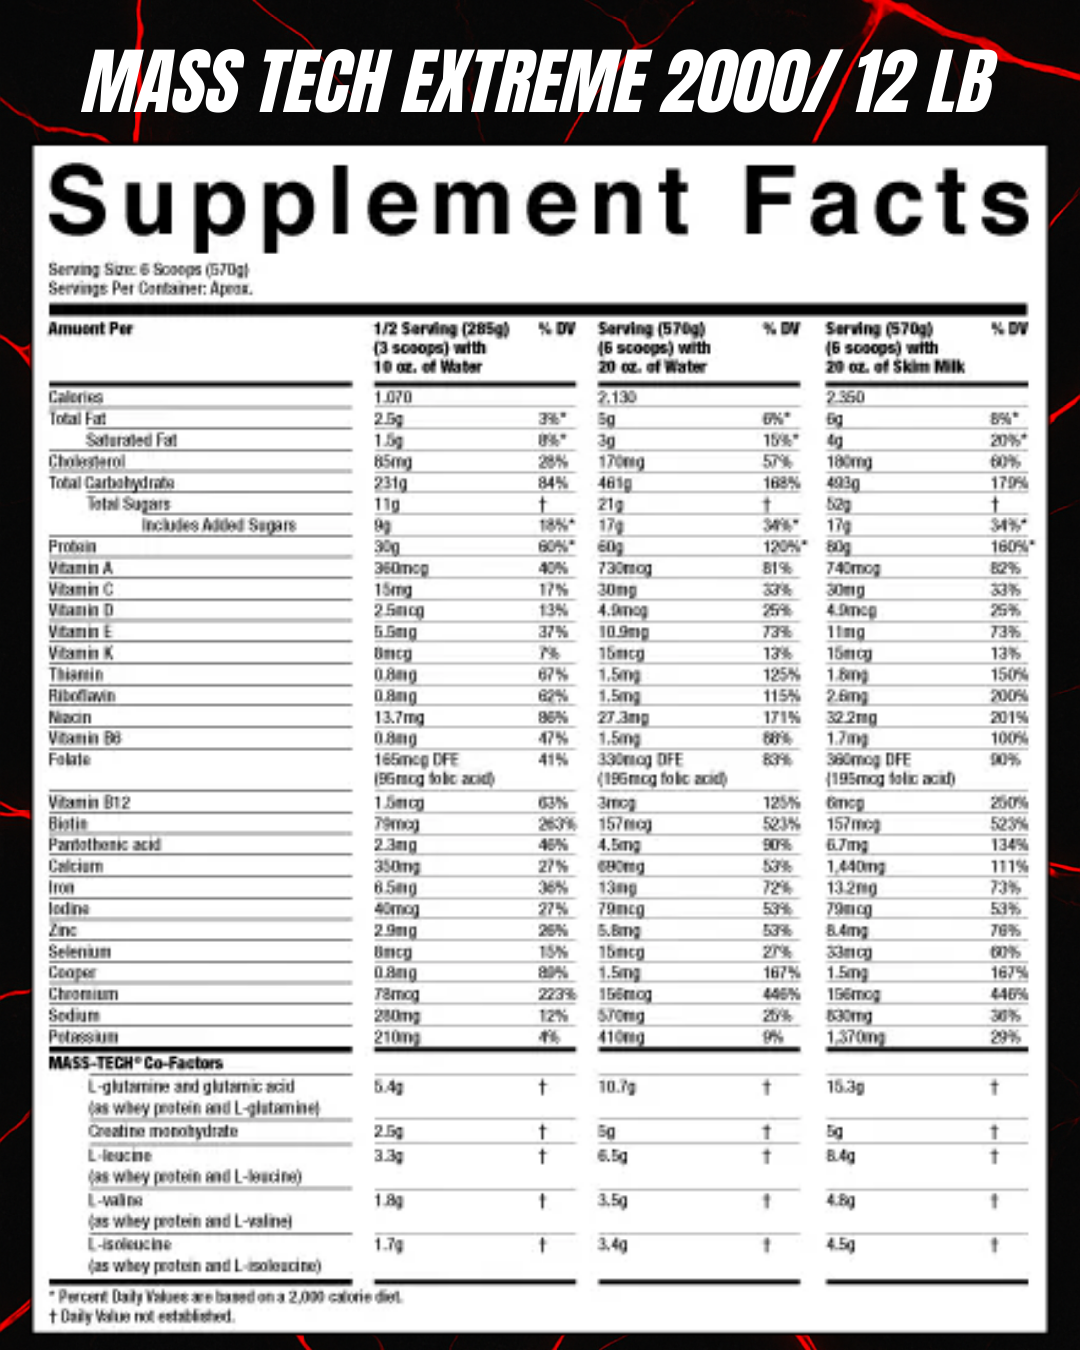 MASS TECH EXTREME 2000/ 12 LB
Supplement Facts
Serving Size: 6 Scoops (570g)
Servings Per Container: Aprox.
Amuont Per 1/2 Serving (285g) % DV Serving (570g) % DV Serving (570g) % DV
(3 scoops) with (6 scoops) with (6 scoops) with
10 oz. of Water 20 oz. of Water 20 oz. of Skim Milk
Calories 1.070 2.130 2.350
Total Fat 2.5g 3%* 5g 6%* 6g 8%*
Saturated Fat 1.5g 8%* 3g 15%* 4g 20%*
Cholesterol 85mg 28% 170mg 57% 180mg 60%
Total Carbohydrate 231g 84% 461g 168% 493g 179%
Total Sugars 11g † 21g † 52g †
Includes Added Sugars 9g 18%* 17g 34%* 17g 34%*
Protein 30g 60%* 60g 120%* 80g 160%*
Vitamin A 360mcg 40% 730mcg 81% 740mcg 82%
Vitamin C 15mg 17% 30mg 33% 30mg 33%
Vitamin D 2.5mcg 13% 4.9mcg 25% 4.9mcg 25%
Vitamin E 5.5mg 37% 10.9mg 73% 11mg 73%
Vitamin K 8mcg 7% 15mcg 13% 15mcg 13%
Thiamin 0.8mg 67% 1.5mg 125% 1.8mg 150%
Riboflavin 0.8mg 62% 1.5mg 115% 2.6mg 200%
Niacin 13.7mg 86% 27.3mg 171% 32.2mg 201%
Vitamin B6 0.8mg 47% 1.5mg 88% 1.7mg 100%
Folate 165mcg DFE 41% 330mcg DFE 83% 360mcg DFE 90%
(95mcg folic acid) (195mcg folic acid) (195mcg folic acid)
Vitamin B12 1.5mcg 63% 3mcg 125% 6mcg 250%
Biotin 79mcg 263% 157mcg 523% 157mcg 523%
Pantothenic acid 2.3mg 46% 4.5mg 90% 6.7mg 134%
Calcium 350mg 27% 690mg 53% 1,440mg 111%
Iron 6.5mg 36% 13mg 72% 13.2mg 73%
Iodine 40mcg 27% 79mcg 53% 79mcg 53%
Zinc 2.9mg 26% 5.8mg 53% 8.4mg 76%
Selenium 8mcg 15% 15mcg 27% 33mcg 60%
Cooper 0.8mg 89% 1.5mg 167% 1.5mg 167%
Chromium 78mcg 223% 156mcg 446% 156mcg 446%
Sodium 280mg 12% 570mg 25% 830mg 36%
Potassium 210mg 4% 410mg 9% 1,370mg 29%
MASS-TECH® Co-Factors
L-glutamine and glutamic acid 5.4g † 10.7g † 15.3g †
(as whey protein and L-glutamine)
Creatine monohydrate 2.5g † 5g † 5g †
L-leucine 3.3g † 6.5g † 8.4g †
(as whey protein and L-leucine)
L-valine 1.8g † 3.5g † 4.8g †
(as whey protein and L-valine)
L-isoleucine 1.7g † 3.4g † 4.5g †
(as whey protein and L-isoleucine)
* Percent Daily Values are based on a 2,000 calorie diet.
† Daily Value not established.